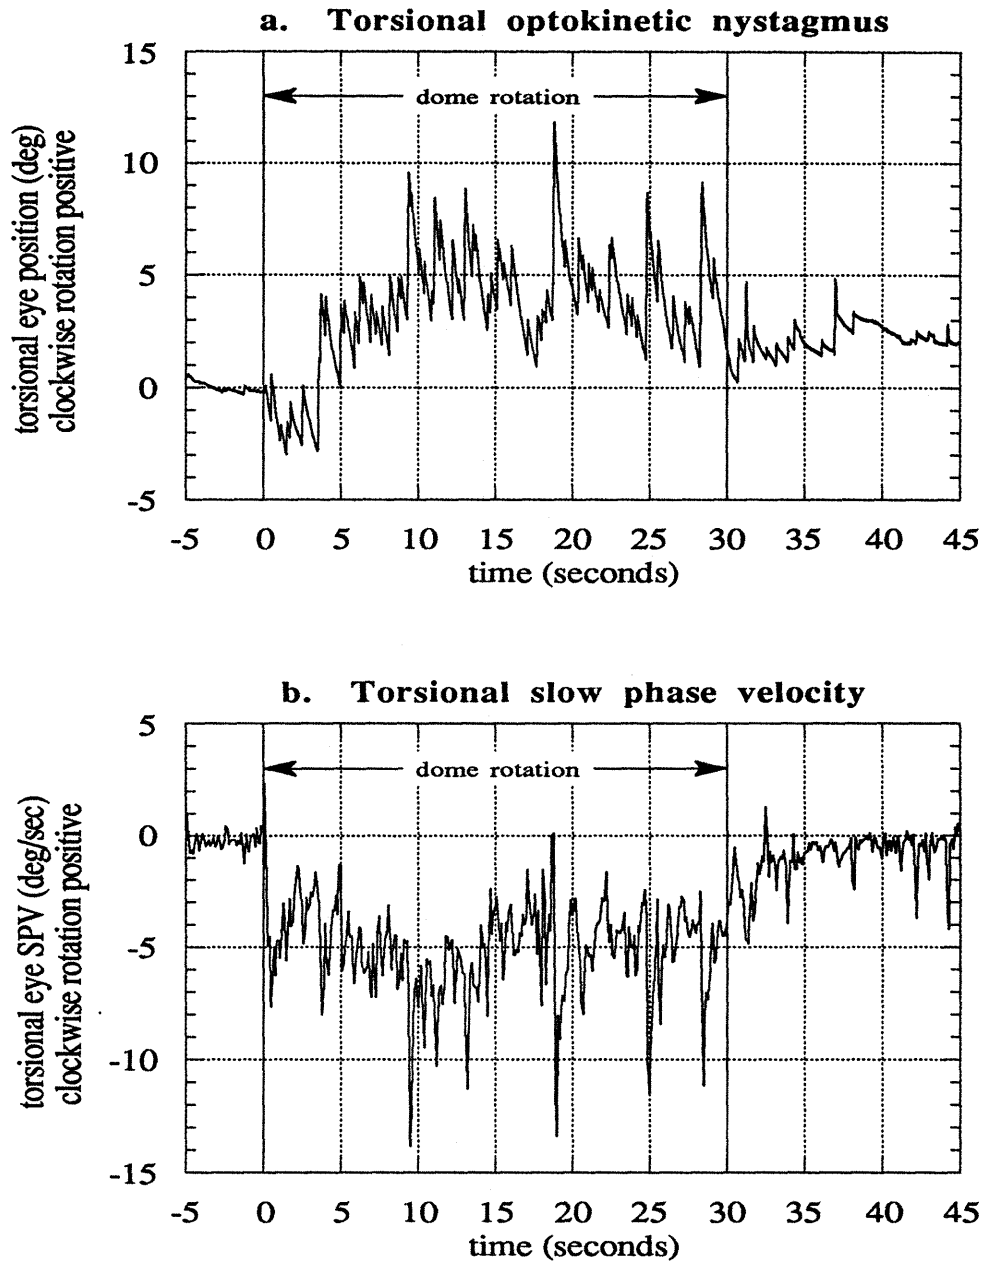 a. Torsional optokinetic nystagmus
15
10
5
0
-5
dome rotation
torsional eye position (deg)
clockwise rotation positive
-5 0 5 10 15 20 25 30 35 40 45
time (seconds)
b. Torsional slow phase velocity
5
0
-5
-10
-15
dome rotation
torsional eye SPV (deg/sec)
clockwise rotation positive
-5 0 5 10 15 20 25 30 35 40 45
time (seconds)